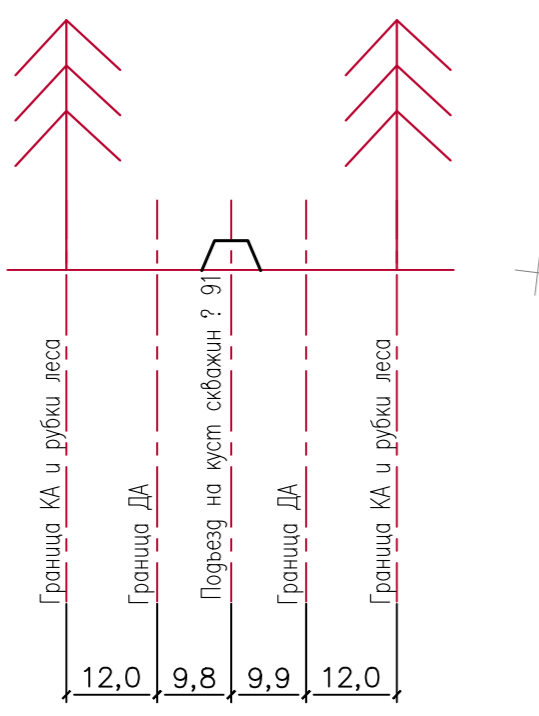 Граница КА и рубки леса
Граница ДА
Подъезд на куст скважин ? 91
Граница ДА
Граница КА и рубки леса
12,0
9,8
9,9
12,0